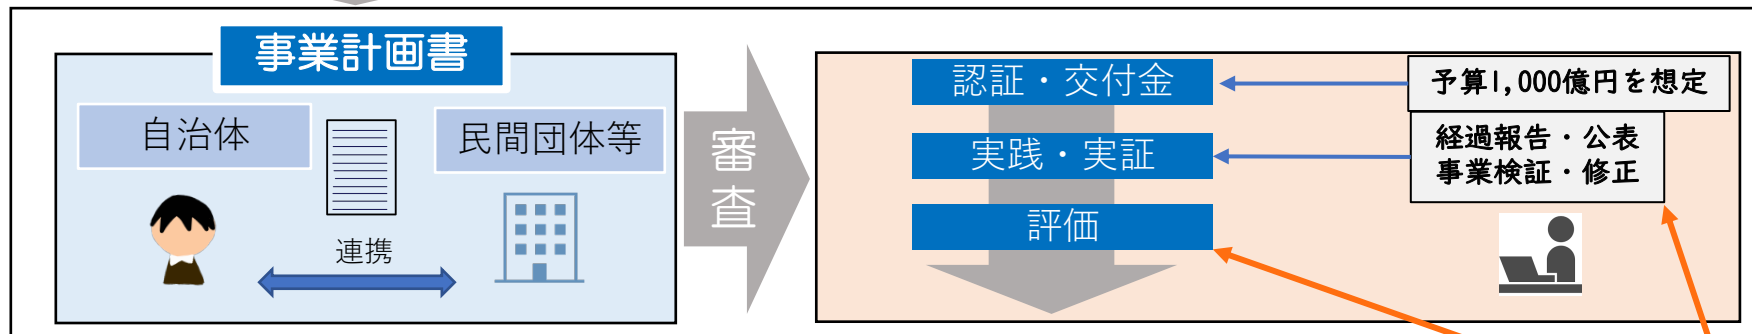 事業計画書
自治体
民間団体等
連携
審査
認証・交付金
予算1,000億円を想定
実践・実証
経過報告・公表
事業検証・修正
評価